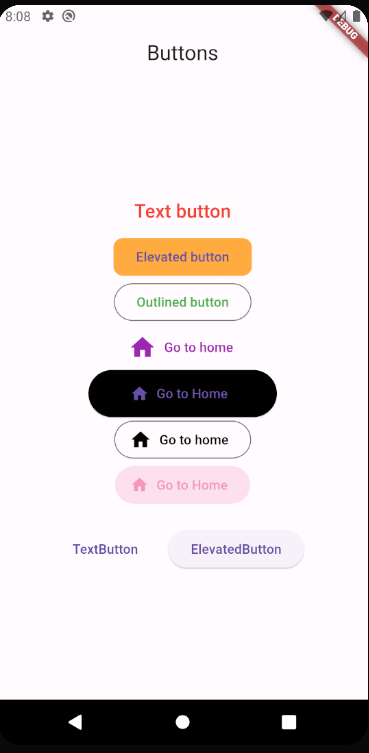 8:08
DEBUG
Buttons
Text button
Elevated button
Outlined button
Go to home
Go to Home
Go to home
Go to Home
TextButton ElevatedButton